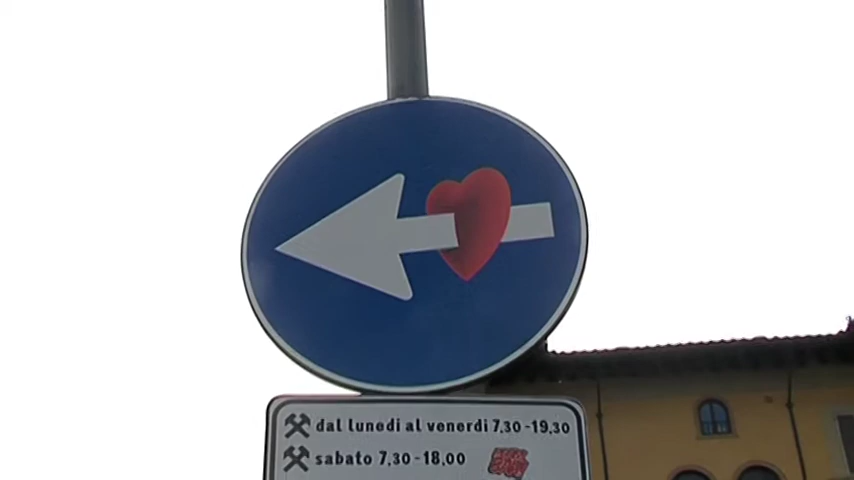 dal lunedi al venerdi 7,30-19,30
sabato 7,30-18,00